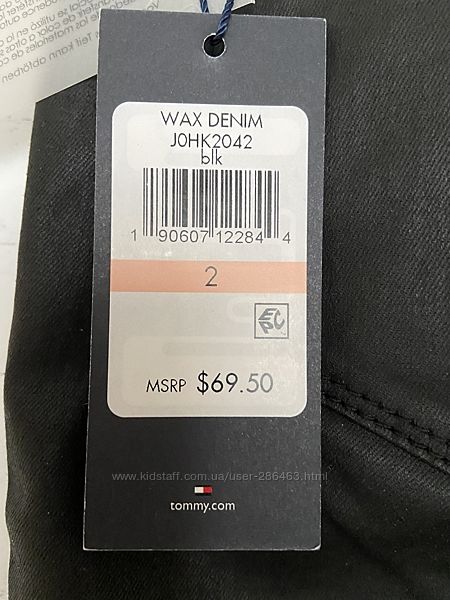 WAX DENIM
J0HK2042
blk
1 90607 12284 4
2
EPC
MSRP $69.50
www.kidstaff.com.ua/user-286463.html
tommy.com